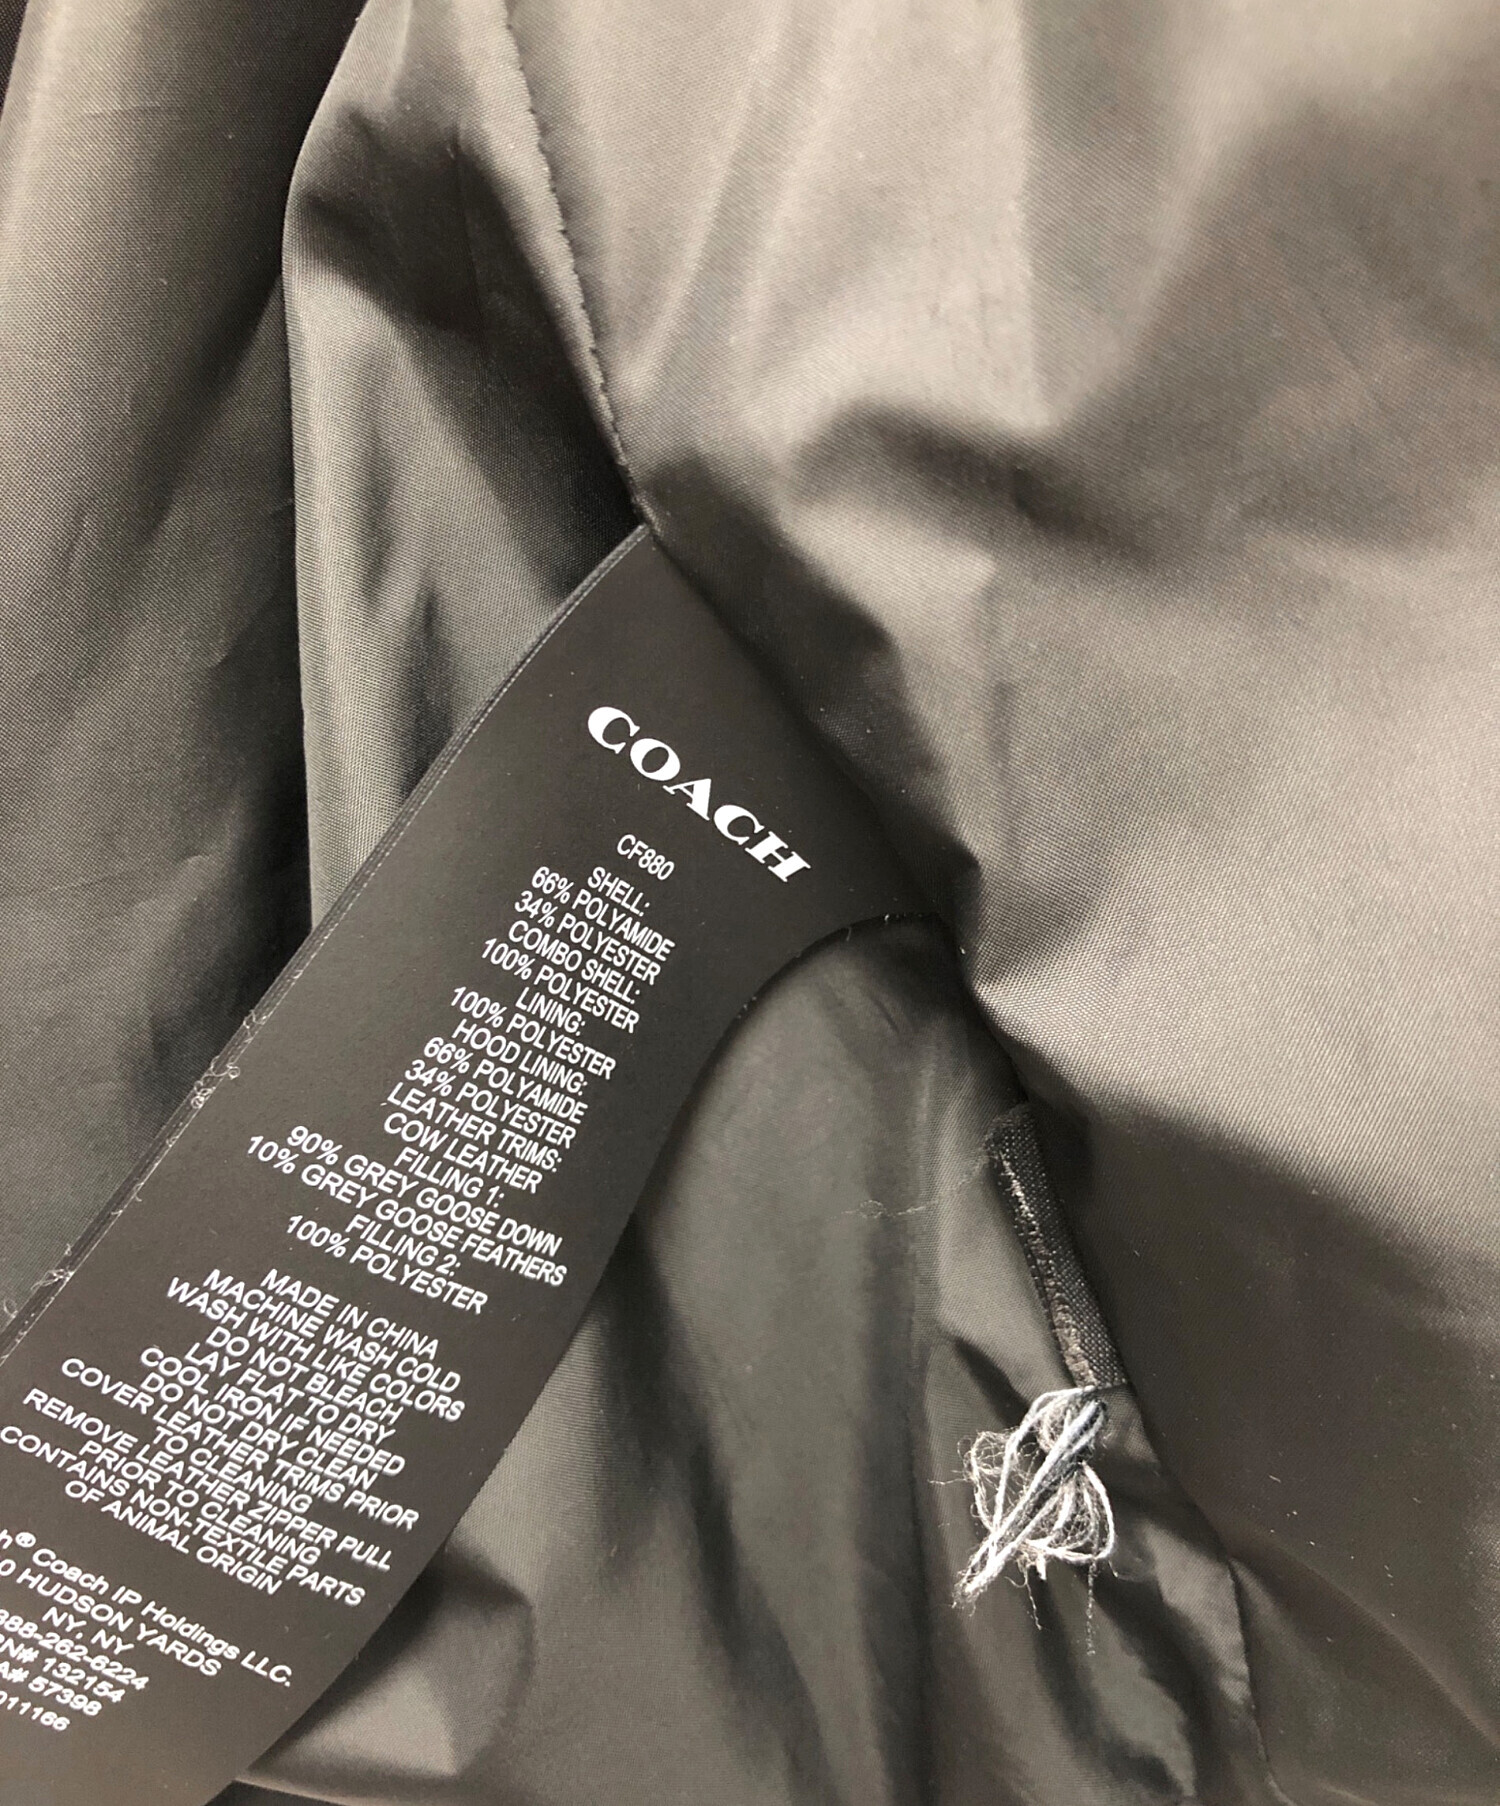 COACH
CF880
SHELL:
66% POLYAMIDE
34% POLYESTER
COMBO SHELL:
100% POLYESTER
LINING:
100% POLYESTER
HOOD LINING:
66% POLYAMIDE
34% POLYESTER
LEATHER TRIMS:
COW LEATHER
FILLING 1:
90% GREY GOOSE DOWN
10% GREY GOOSE FEATHERS
FILLING 2:
100% POLYESTER
MADE IN CHINA
MACHINE WASH COLD
WASH WITH LIKE COLORS
DO NOT BLEACH
LAY FLAT TO DRY
COOL IRON IF NEEDED
DO NOT DRY CLEAN
COVER LEATHER TRIMS PRIOR
TO CLEANING
REMOVE LEATHER ZIPPER PULL
PRIOR TO CLEANING
CONTAINS NON-TEXTILE PARTS
OF ANIMAL ORIGIN
Coach IP Holdings LLC.
HUDSON YARDS
NY, NY
262-6224
132154
57398